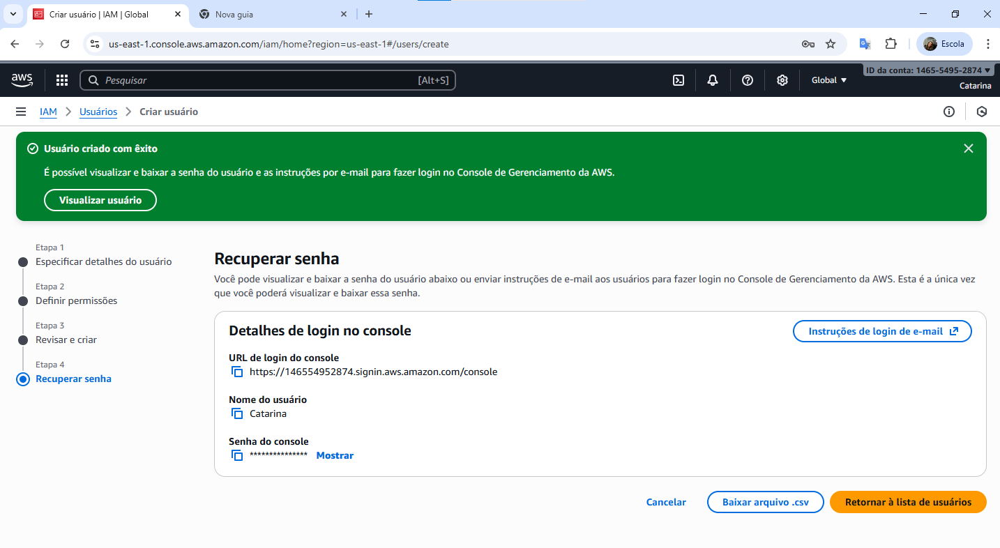 Criar usuário | IAM | Global
Nova guia
us-east-1.console.aws.amazon.com/iam/home?region=us-east-1#/users/create
Escola
aws
Pesquisar
[Alt+S]
Global
ID da conta: 1465-5495-2874
Catarina
IAM
Usuários
Criar usuário
Usuário criado com êxito
É possível visualizar e baixar a senha do usuário e as instruções por e-mail para fazer login no Console de Gerenciamento da AWS.
Visualizar usuário
Etapa 1
Especificar detalhes do usuário
Etapa 2
Definir permissões
Etapa 3
Revisar e criar
Etapa 4
Recuperar senha
Recuperar senha
Você pode visualizar e baixar a senha do usuário abaixo ou enviar instruções de e-mail aos usuários para fazer login no Console de Gerenciamento da AWS. Esta é a única vez
que você poderá visualizar e baixar essa senha.
Detalhes de login no console
Instruções de login de e-mail
URL de login do console
https://146554952874.signin.aws.amazon.com/console
Nome do usuário
Catarina
Senha do console
*************** Mostrar
Cancelar
Baixar arquivo .csv
Retornar à lista de usuários